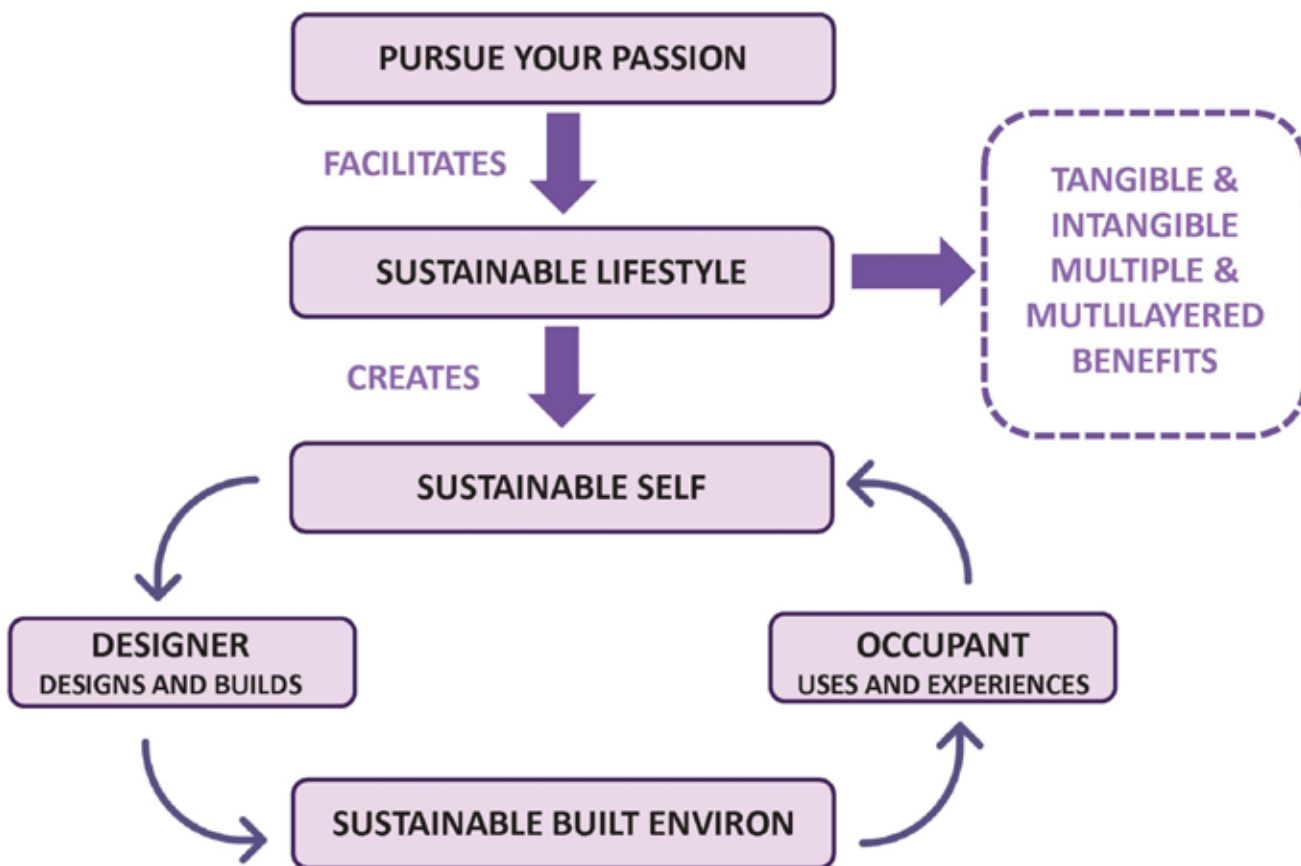 PURSUE YOUR PASSION
FACILITATES
SUSTAINABLE LIFESTYLE
TANGIBLE &
INTANGIBLE
MULTIPLE &
MUTLILAYERED
BENEFITS
CREATES
SUSTAINABLE SELF
DESIGNER
DESIGNS AND BUILDS
OCCUPANT
USES AND EXPERIENCES
SUSTAINABLE BUILT ENVIRON